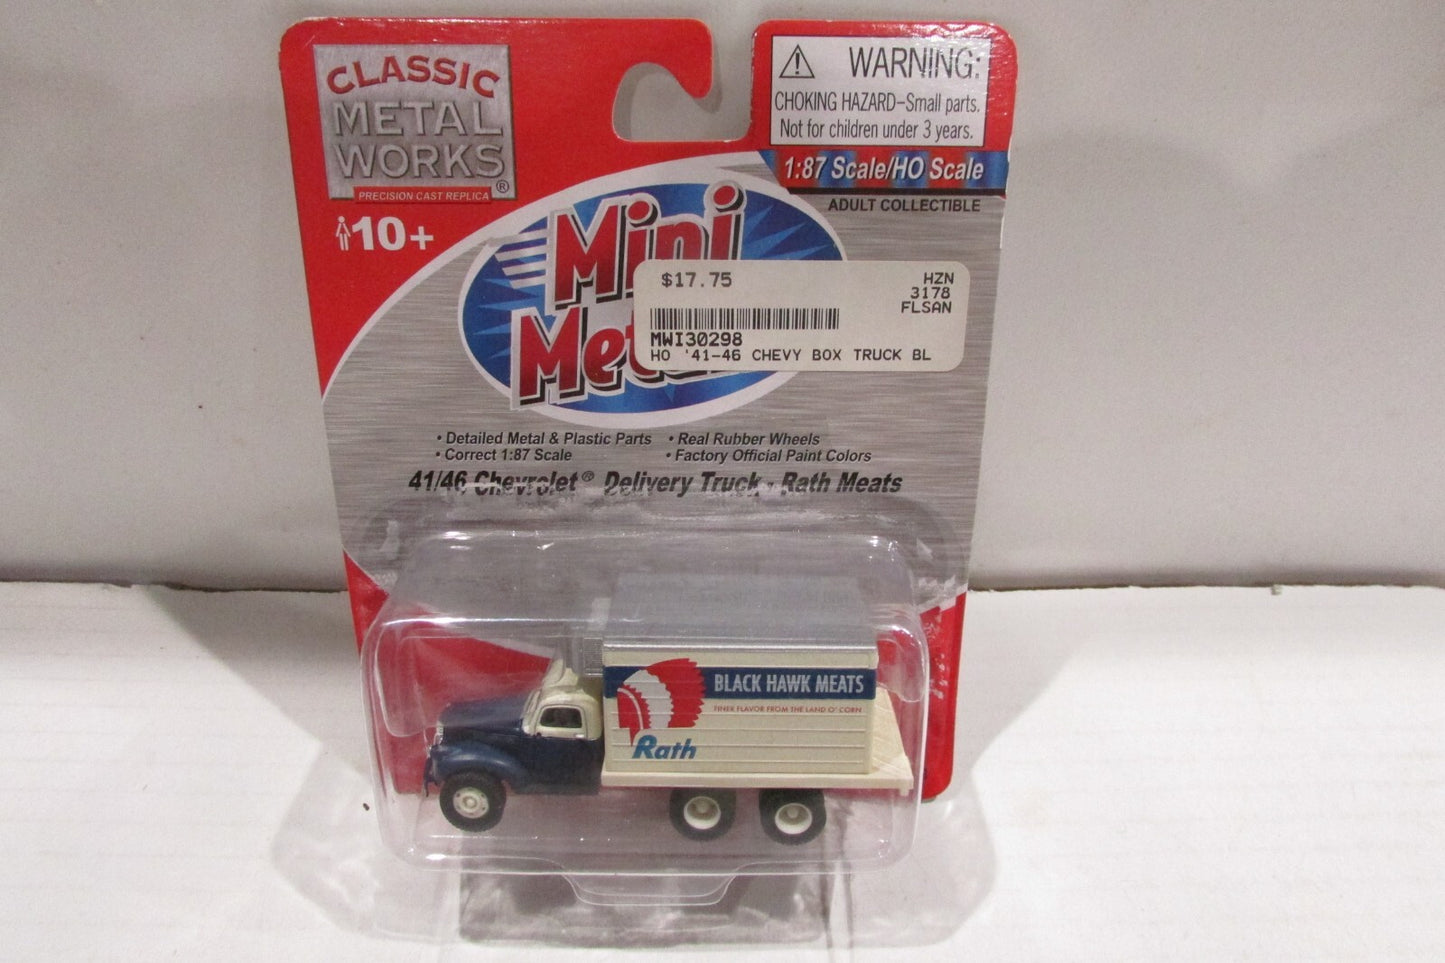 CLASSIC
METAL
WORKS®
PRECISION CAST REPLICA
10+
WARNING:
CHOKING HAZARD–Small parts.
Not for children under 3 years.
1:87 Scale/HO Scale
ADULT COLLECTIBLE
Mini
Met
$17.75
HZN
3178
FLSAN
MWI30298
HO '41-46 CHEVY BOX TRUCK BL
• Detailed Metal & Plastic Parts • Real Rubber Wheels
• Correct 1:87 Scale • Factory Official Paint Colors
41/46 Chevrolet® Delivery Truck - Rath Meats
BLACK HAWK MEATS
FINER FLAVOR FROM THE LAND O' CORN
Rath